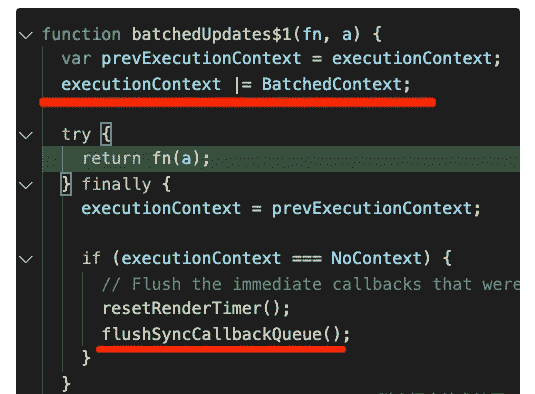 function batchedUpdates$1(fn, a) {
var prevExecutionContext = executionContext;
executionContext |= BatchedContext;
try {
return fn(a);
} finally {
executionContext = prevExecutionContext;
if (executionContext === NoContext) {
// Flush the immediate callbacks that were
resetRenderTimer();
flushSyncCallbackQueue();
}
}